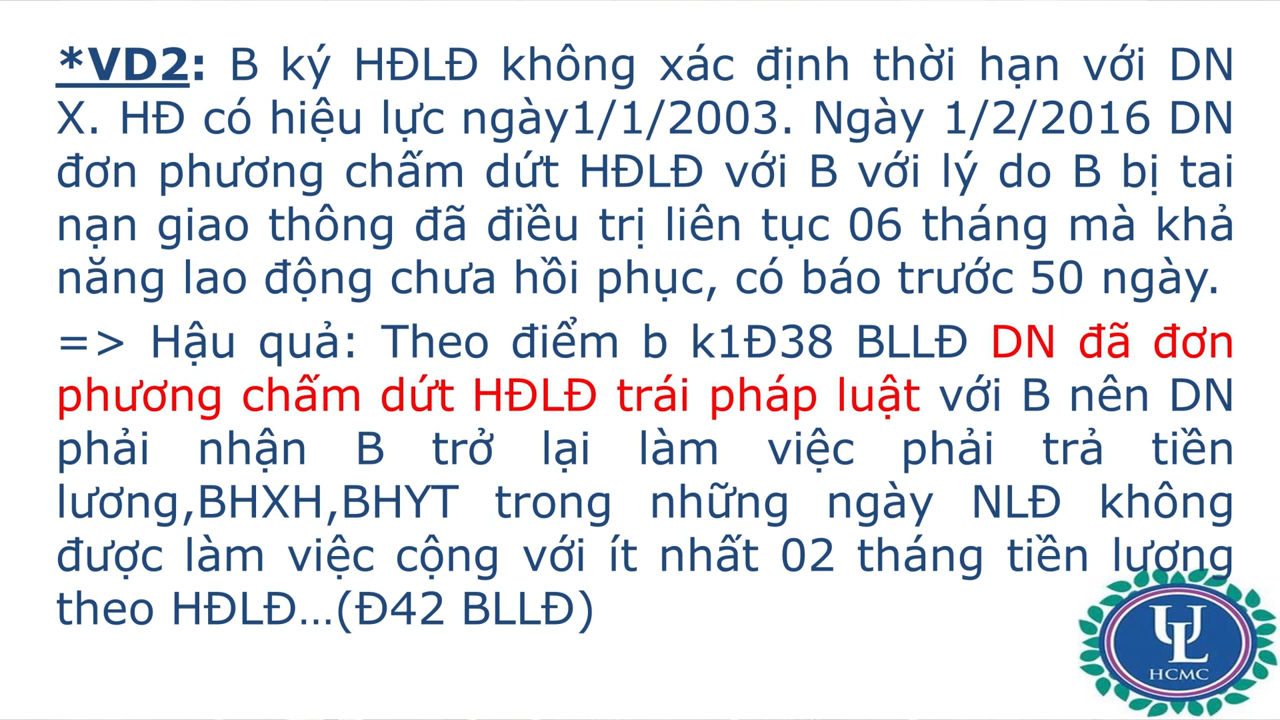 *VD2: B ký HĐLĐ không xác định thời hạn với DN
X. HĐ có hiệu lực ngày1/1/2003. Ngày 1/2/2016 DN
đơn phương chấm dứt HĐLĐ với B với lý do B bị tai
nạn giao thông đã điều trị liên tục 06 tháng mà khả
năng lao động chưa hồi phục, có báo trước 50 ngày.
=> Hậu quả: Theo điểm b k1Đ38 BLLĐ DN đã đơn
phương chấm dứt HĐLĐ trái pháp luật với B nên DN
phải nhận B trở lại làm việc phải trả tiền
lương,BHXH,BHYT trong những ngày NLĐ không
được làm việc cộng với ít nhất 02 tháng tiền lương
theo HĐLĐ…(Đ42 BLLĐ)
UL
HCMC